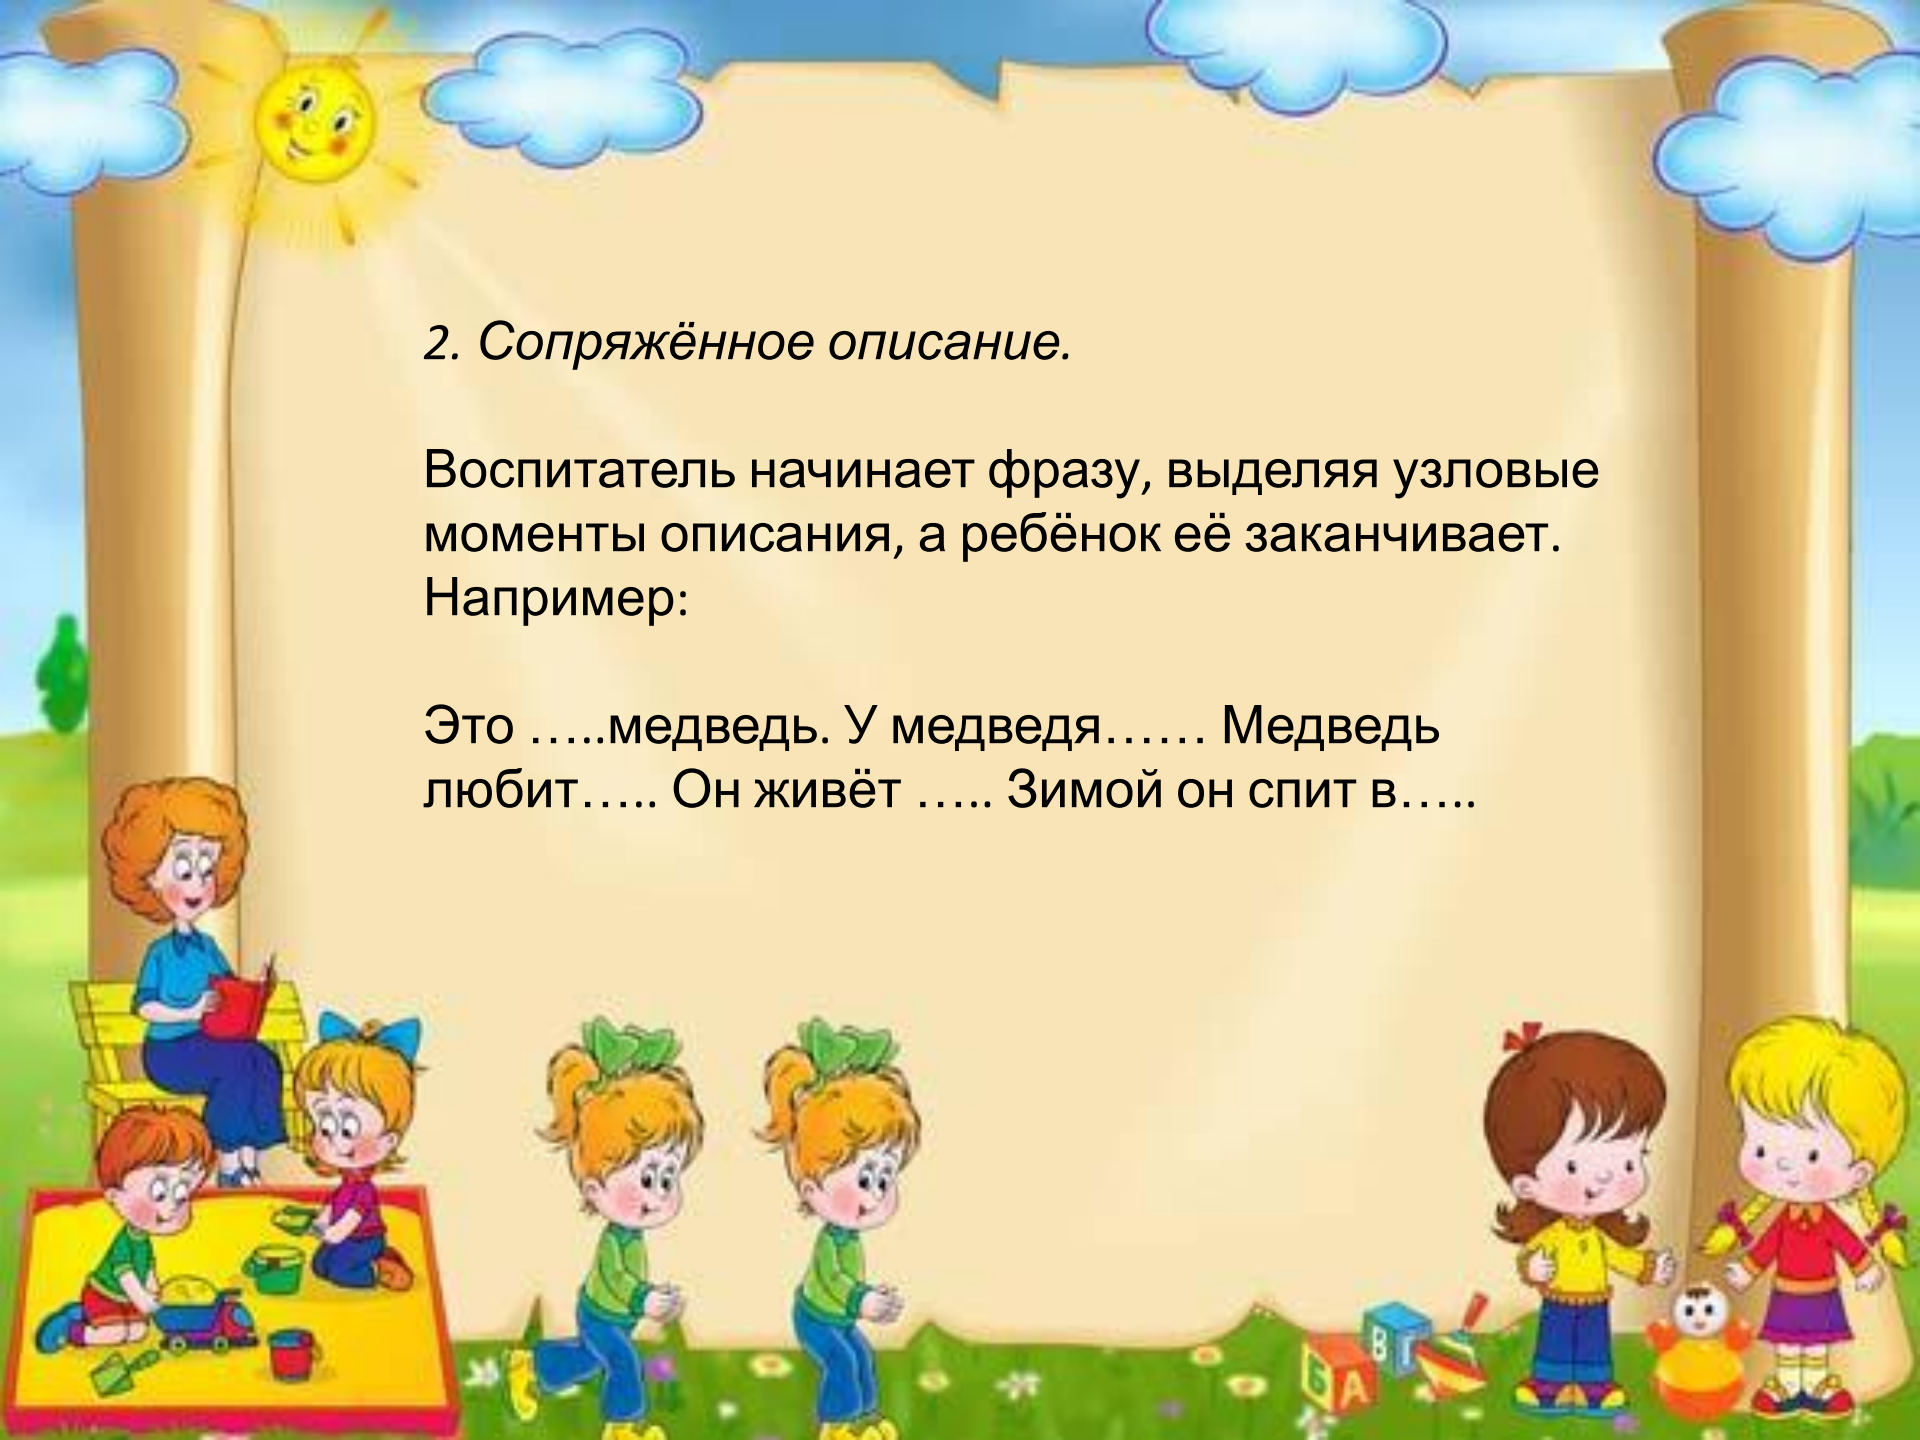 2. Сопряжённое описание.
Воспитатель начинает фразу, выделяя узловые
моменты описания, а ребёнок её заканчивает.
Например:
Это …..медведь. У медведя…… Медведь
любит….. Он живёт ….. Зимой он спит в…..
Б А
В Г